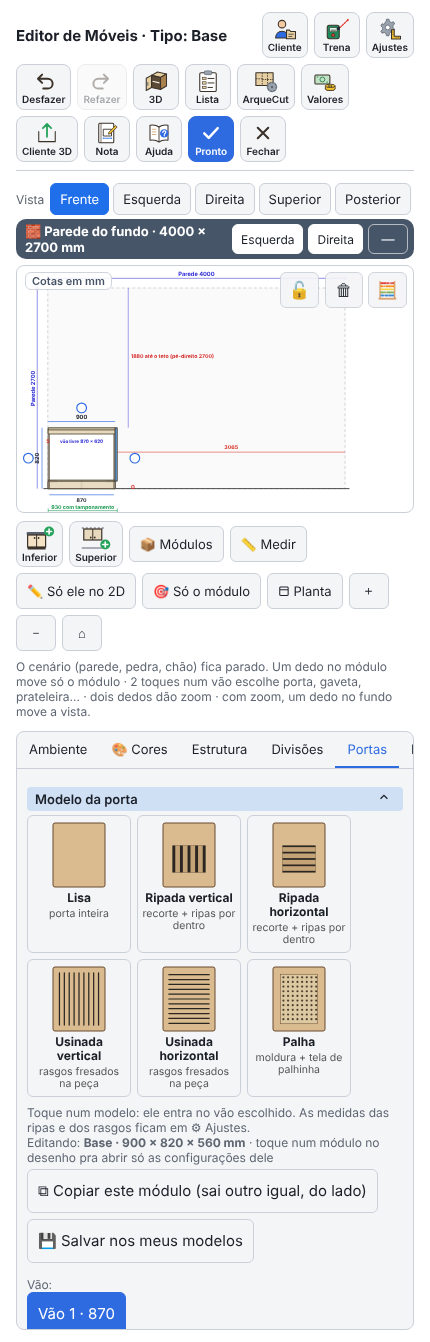 Editor de Móveis · Tipo: Base
Cliente
Trena
Ajustes
Desfazer
Refazer
3D
Lista
ArqueCut
Valores
Cliente 3D
Nota
Ajuda
Pronto
Fechar
Vista
Frente
Esquerda
Direita
Superior
Posterior
🧱 Parede do fundo · 4000 ×
2700 mm
Esquerda
Direita
—
Cotas em mm
Parede 4000
Parede 2700
1880 até o teto (pé-direito 2700)
900
vão livre 870 × 620
820
3065
0
870
930 com tamponamento
Inferior
Superior
📦 Módulos
📏 Medir
✏️ Só ele no 2D
🎯 Só o módulo
Planta
+
−
⌂
O cenário (parede, pedra, chão) fica parado. Um dedo no módulo
move só o módulo · 2 toques num vão escolhe porta, gaveta,
prateleira... · dois dedos dão zoom · com zoom, um dedo no fundo
move a vista.
Ambiente
🎨 Cores
Estrutura
Divisões
Portas
Modelo da porta
Lisa
porta inteira
Ripada vertical
recorte + ripas por
dentro
Ripada
horizontal
recorte + ripas por
dentro
Usinada
vertical
rasgos fresados
na peça
Usinada
horizontal
rasgos fresados
na peça
Palha
moldura + tela de
palhinha
Toque num modelo: ele entra no vão escolhido. As medidas das
ripas e dos rasgos ficam em ⚙ Ajustes.
Editando: Base · 900 × 820 × 560 mm · toque num módulo no
desenho pra abrir só as configurações dele
⧉ Copiar este módulo (sai outro igual, do lado)
💾 Salvar nos meus modelos
Vão:
Vão 1 · 870